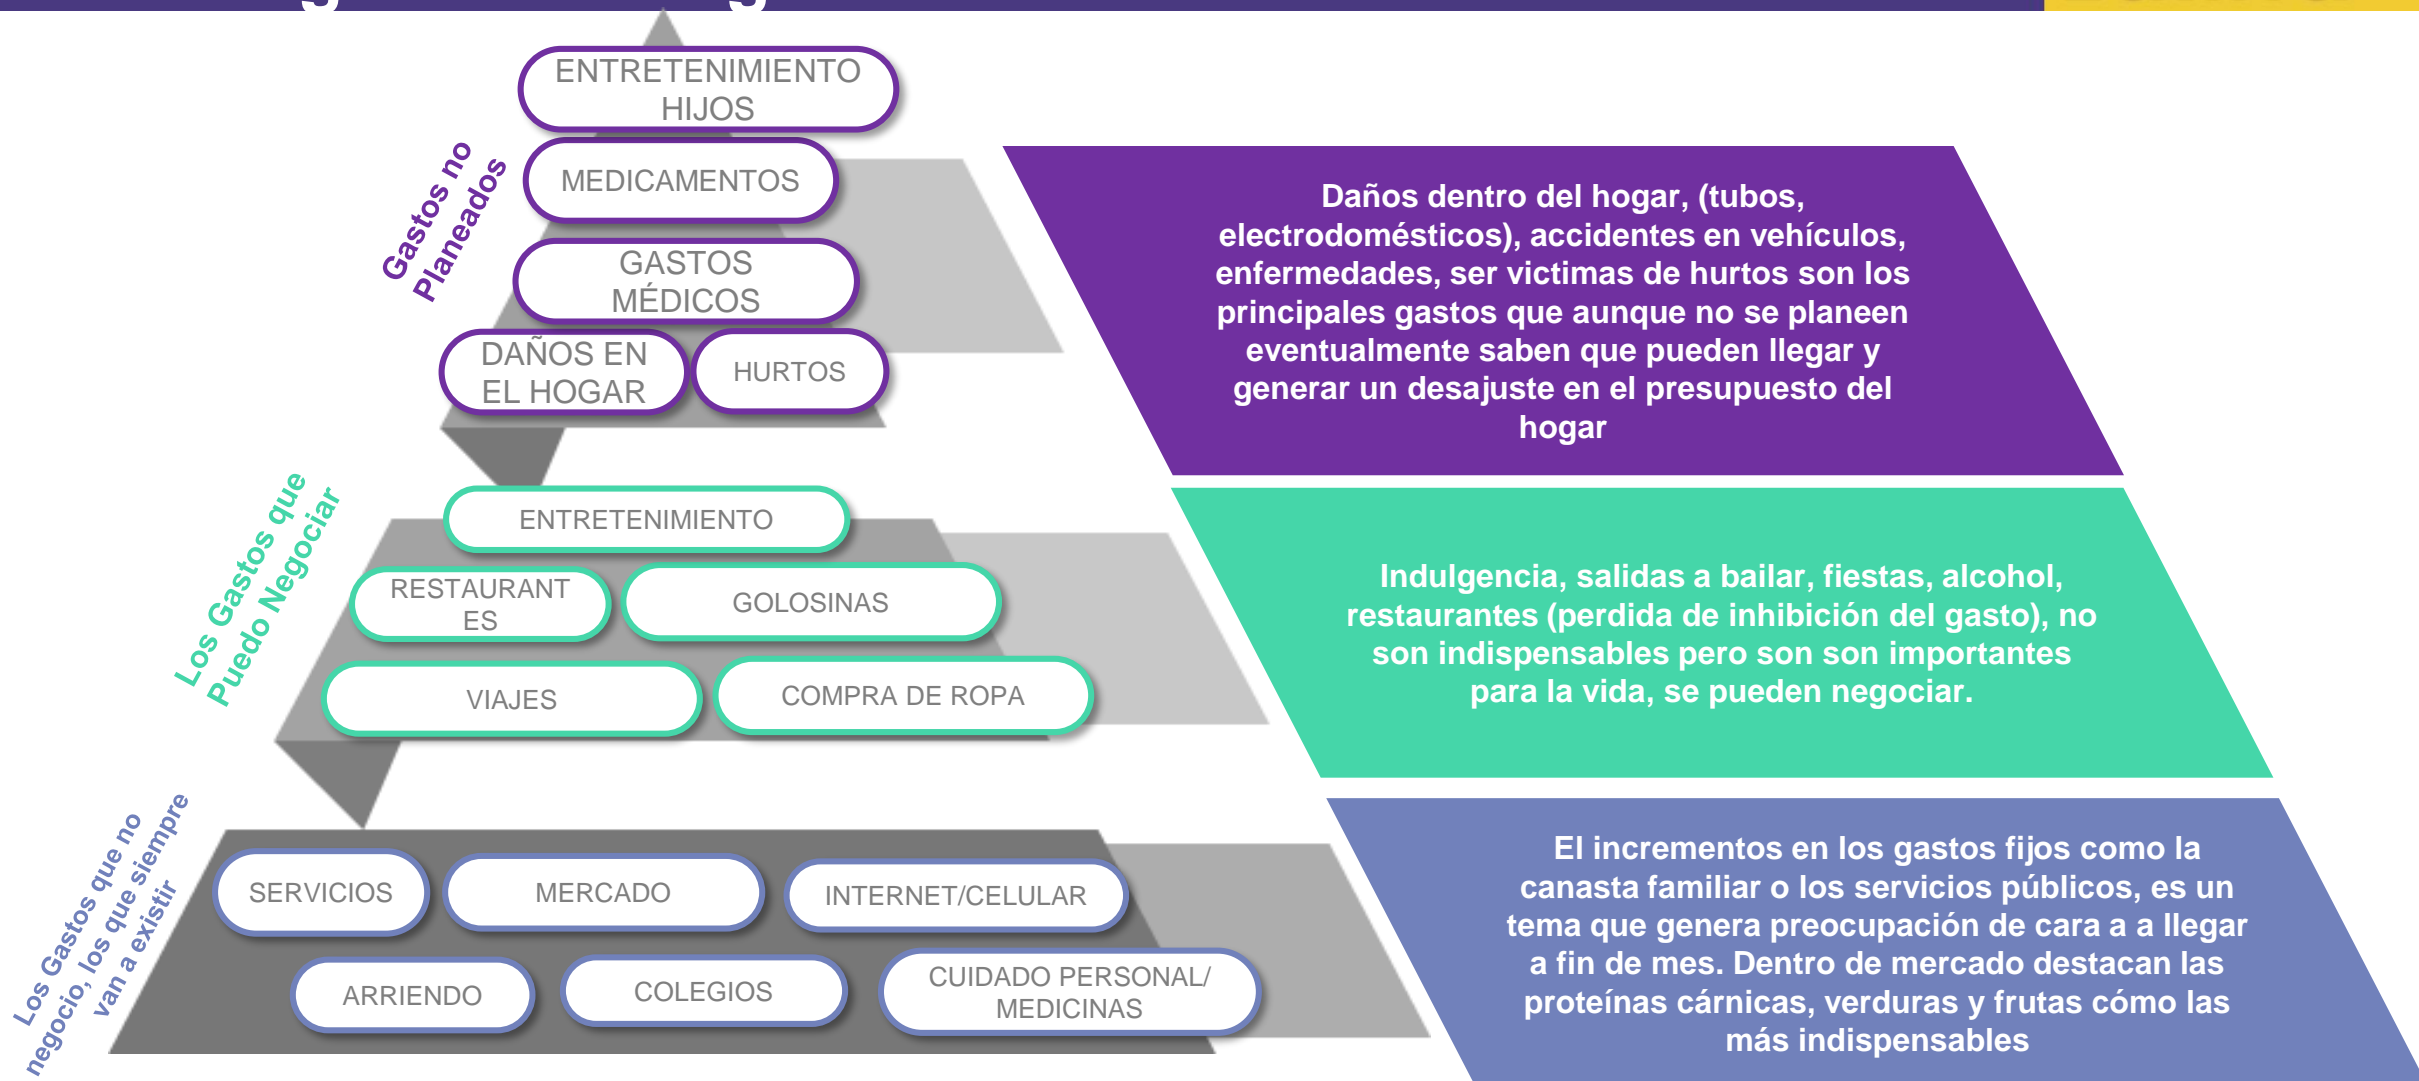 Gastos no
Planeados
ENTRETENIMIENTO
HIJOS
MEDICAMENTOS
GASTOS
MÉDICOS
DAÑOS EN
EL HOGAR
HURTOS
Daños dentro del hogar, (tubos,
electrodomésticos), accidentes en vehículos,
enfermedades, ser victimas de hurtos son los
principales gastos que aunque no se planeen
eventualmente saben que pueden llegar y
generar un desajuste en el presupuesto del
hogar
Los Gastos que
Puedo Negociar
ENTRETENIMIENTO
RESTAURANT
ES
GOLOSINAS
VIAJES
COMPRA DE ROPA
Indulgencia, salidas a bailar, fiestas, alcohol,
restaurantes (perdida de inhibición del gasto), no
son indispensables pero son son importantes
para la vida, se pueden negociar.
Los Gastos que no
negocio, los que siempre
van a existir
SERVICIOS
MERCADO
INTERNET/CELULAR
ARRIENDO
COLEGIOS
CUIDADO PERSONAL/
MEDICINAS
El incrementos en los gastos fijos como la
canasta familiar o los servicios públicos, es un
tema que genera preocupación de cara a a llegar
a fin de mes. Dentro de mercado destacan las
proteínas cárnicas, verduras y frutas cómo las
más indispensables